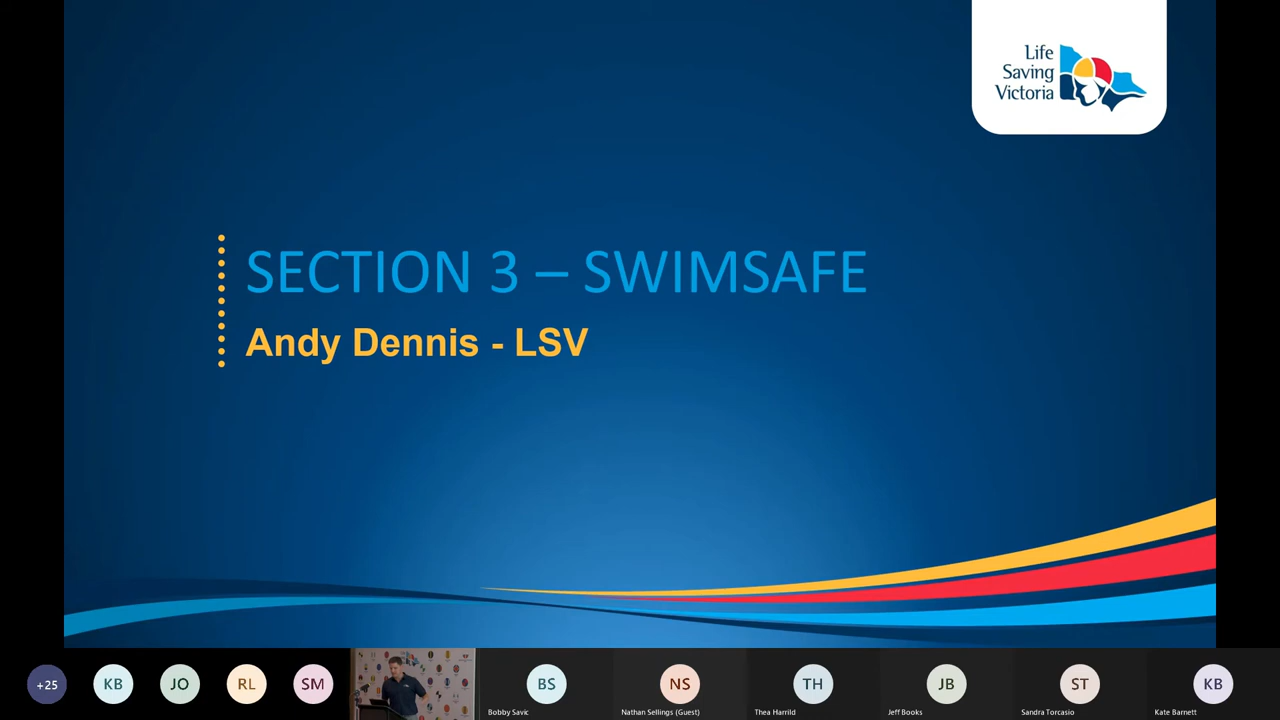 Life
Saving
Victoria
SECTION 3 – SWIMSAFE
Andy Dennis - LSV
+25
KB
JO
RL
SM
BS
Bobby Savic
NS
Nathan Sellings (Guest)
TH
Thea Harrild
JB
Jeff Books
ST
Sandra Torcasio
KB
Kate Barnett